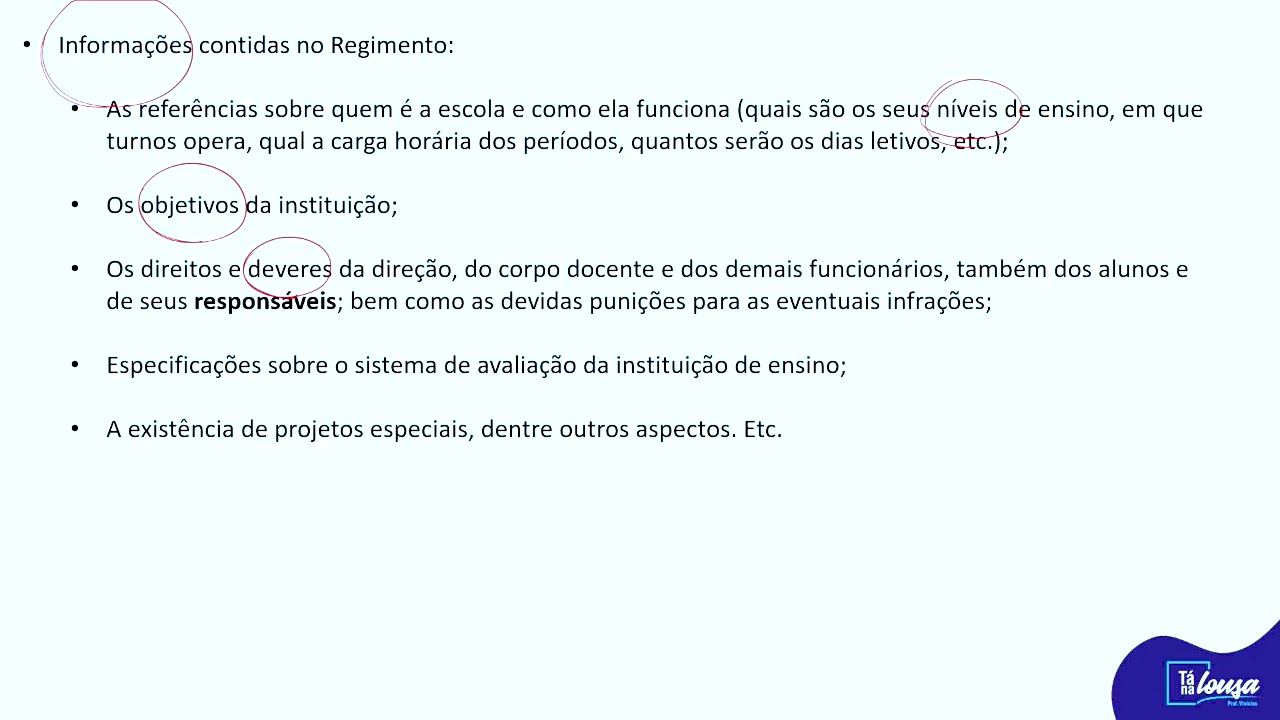 • Informações contidas no Regimento:
• As referências sobre quem é a escola e como ela funciona (quais são os seus níveis de ensino, em que
turnos opera, qual a carga horária dos períodos, quantos serão os dias letivos, etc.);
• Os objetivos da instituição;
• Os direitos e deveres da direção, do corpo docente e dos demais funcionários, também dos alunos e
de seus responsáveis; bem como as devidas punições para as eventuais infrações;
• Especificações sobre o sistema de avaliação da instituição de ensino;
• A existência de projetos especiais, dentre outros aspectos. Etc.
Tá
na lousa
Prof. Vinícius